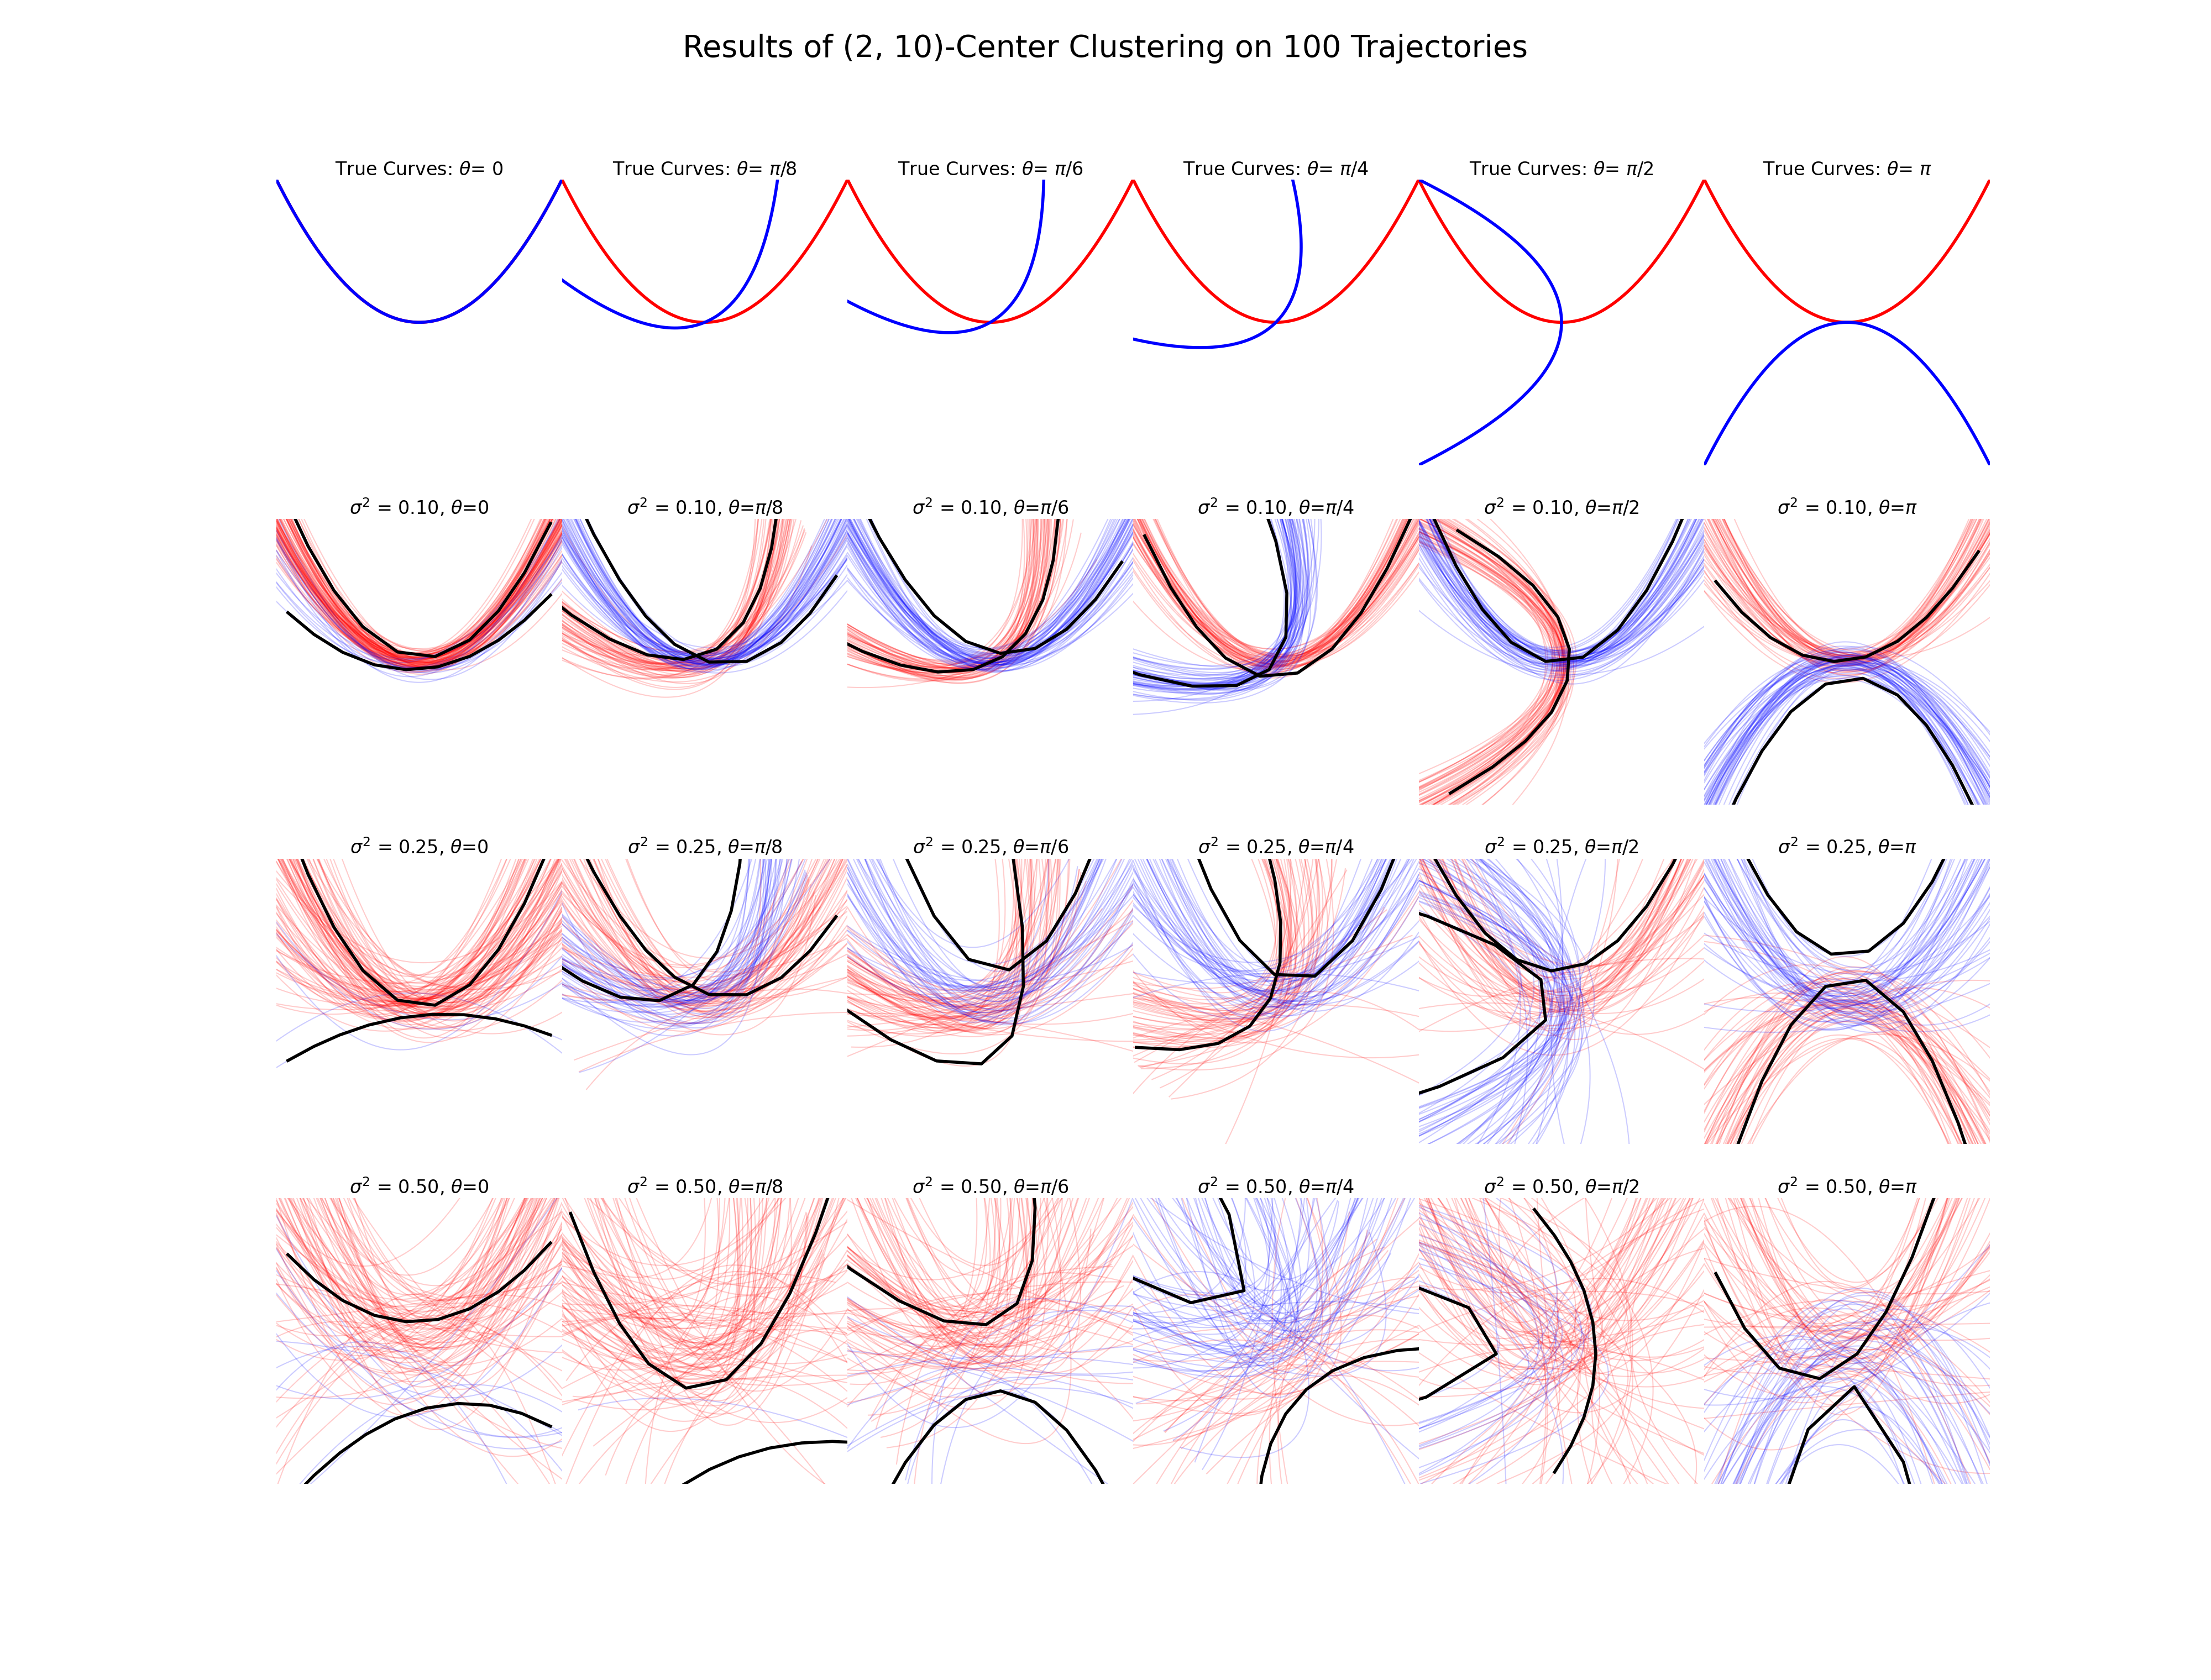 Results of (2, 10)-Center Clustering on 100 Trajectories
True Curves: θ= 0
True Curves: θ= π/8
True Curves: θ= π/6
True Curves: θ= π/4
True Curves: θ= π/2
True Curves: θ= π
σ² = 0.10, θ=0
σ² = 0.10, θ=π/8
σ² = 0.10, θ=π/6
σ² = 0.10, θ=π/4
σ² = 0.10, θ=π/2
σ² = 0.10, θ=π
σ² = 0.25, θ=0
σ² = 0.25, θ=π/8
σ² = 0.25, θ=π/6
σ² = 0.25, θ=π/4
σ² = 0.25, θ=π/2
σ² = 0.25, θ=π
σ² = 0.50, θ=0
σ² = 0.50, θ=π/8
σ² = 0.50, θ=π/6
σ² = 0.50, θ=π/4
σ² = 0.50, θ=π/2
σ² = 0.50, θ=π